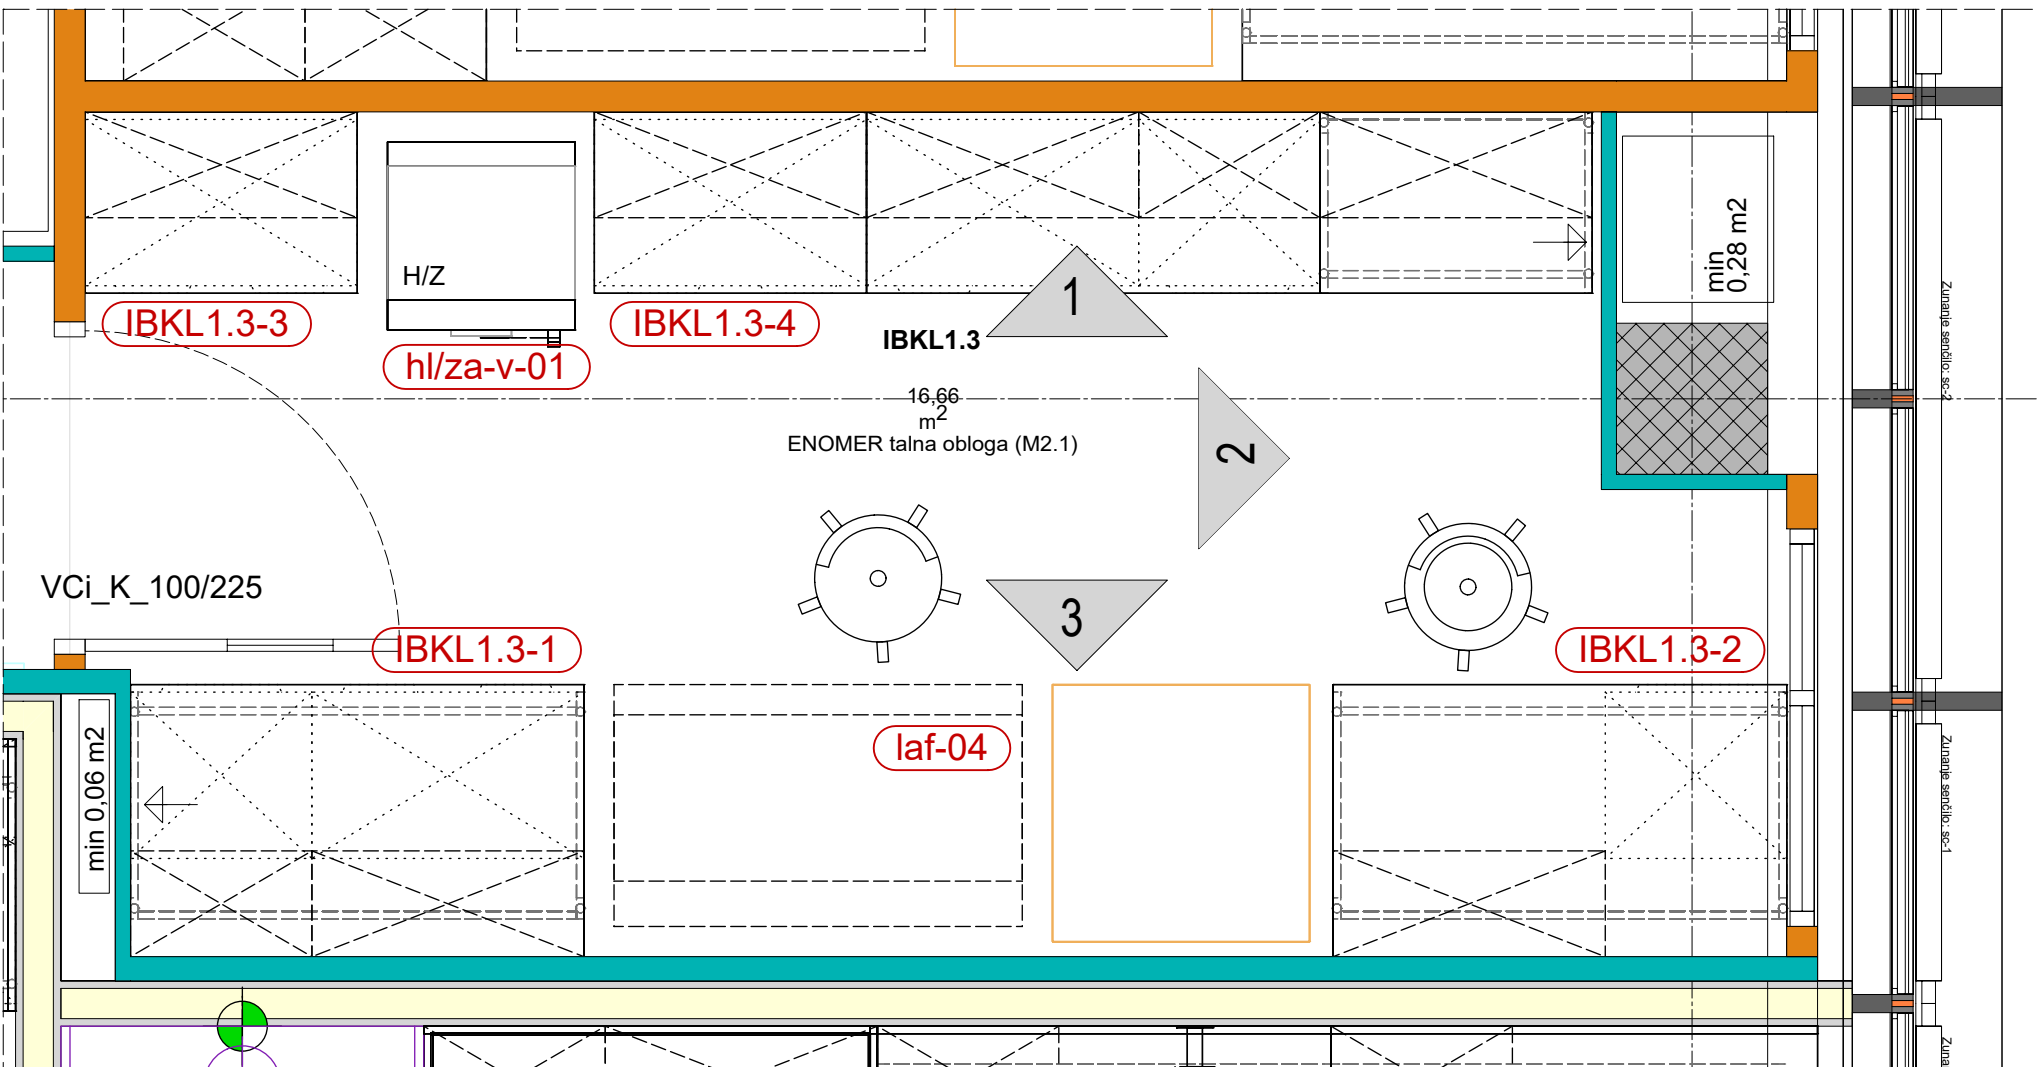 min
0,28 m2
H/Z
1
IBKL1.3-3
IBKL1.3-4
IBKL1.3
hl/za-v-01
Zunanje senčilo: sc-2
16,66
m2
ENOMER talna obloga (M2.1)
2
VCi_K_100/225
3
IBKL1.3-1
IBKL1.3-2
laf-04
min 0,06 m2
Zunanje senčilo: sc-1